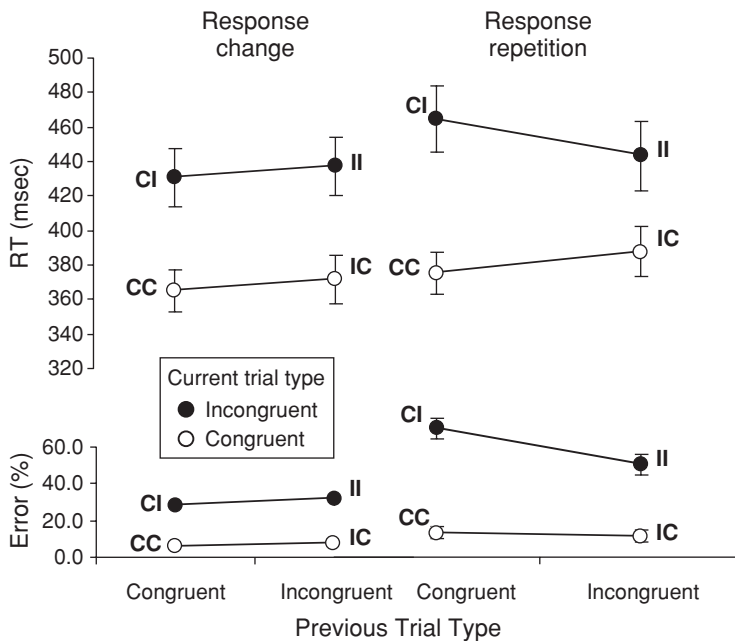 Response
change
Response
repetition
500
480
460
440
420
400
380
360
340
320
RT (msec)
CI
II
CC
IC
CI
II
CC
IC
Current trial type
Incongruent
Congruent
60.0
40.0
20.0
0.0
Error (%)
CI
II
CC
IC
CI
II
CC
IC
Congruent Incongruent Congruent Incongruent
Previous Trial Type